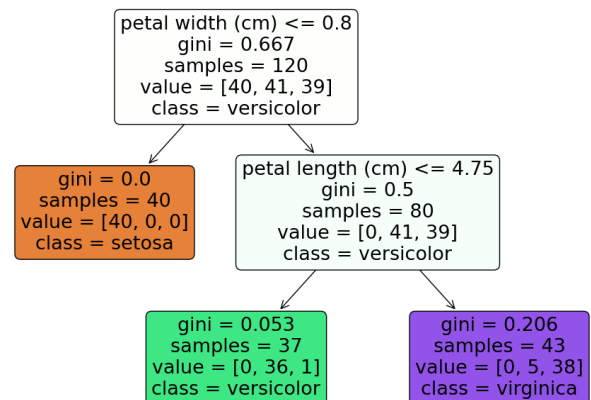 petal width (cm) <= 0.8
gini = 0.667
samples = 120
value = [40, 41, 39]
class = versicolor
gini = 0.0
samples = 40
value = [40, 0, 0]
class = setosa
petal length (cm) <= 4.75
gini = 0.5
samples = 80
value = [0, 41, 39]
class = versicolor
gini = 0.053
samples = 37
value = [0, 36, 1]
class = versicolor
gini = 0.206
samples = 43
value = [0, 5, 38]
class = virginica